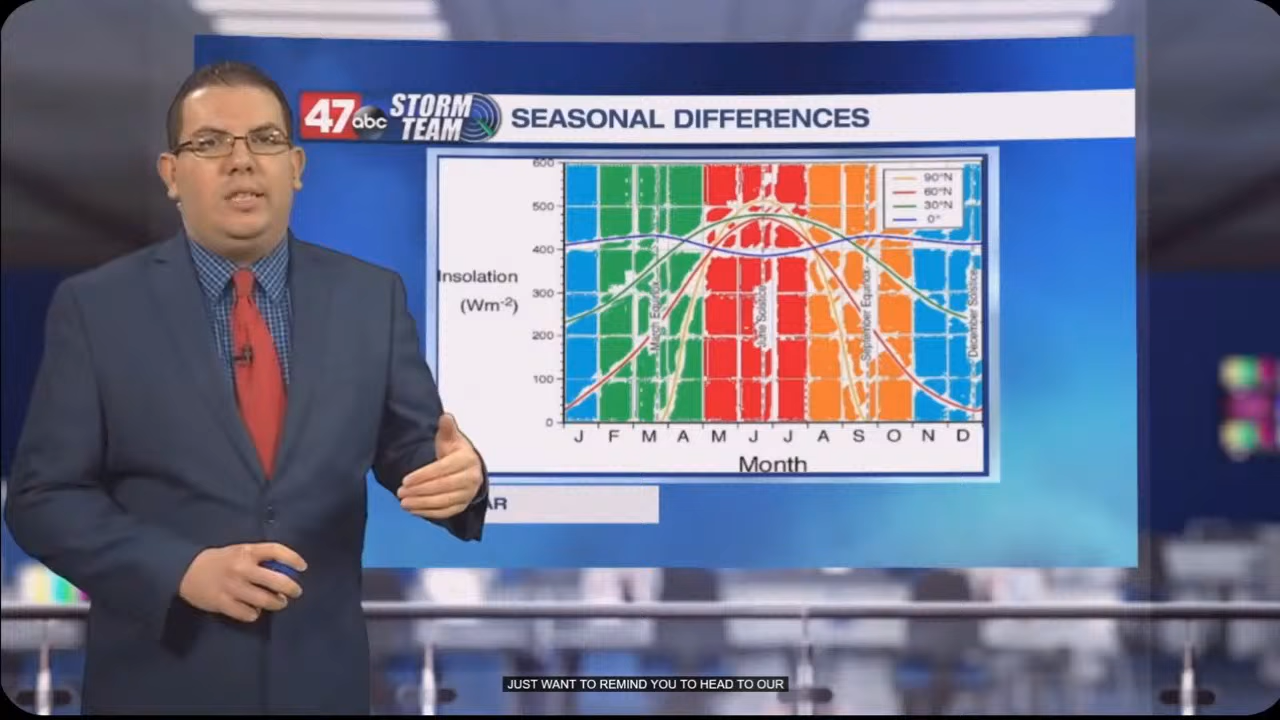 47 abc STORM TEAM SEASONAL DIFFERENCES
600
500
400
300
200
100
0
Insolation
(Wm-2)
90°N
60°N
30°N
0°
March Equinox
June Solstice
September Equinox
December Solstice
J F M A M J J A S O N D
Month
AR
JUST WANT TO REMIND YOU TO HEAD TO OUR